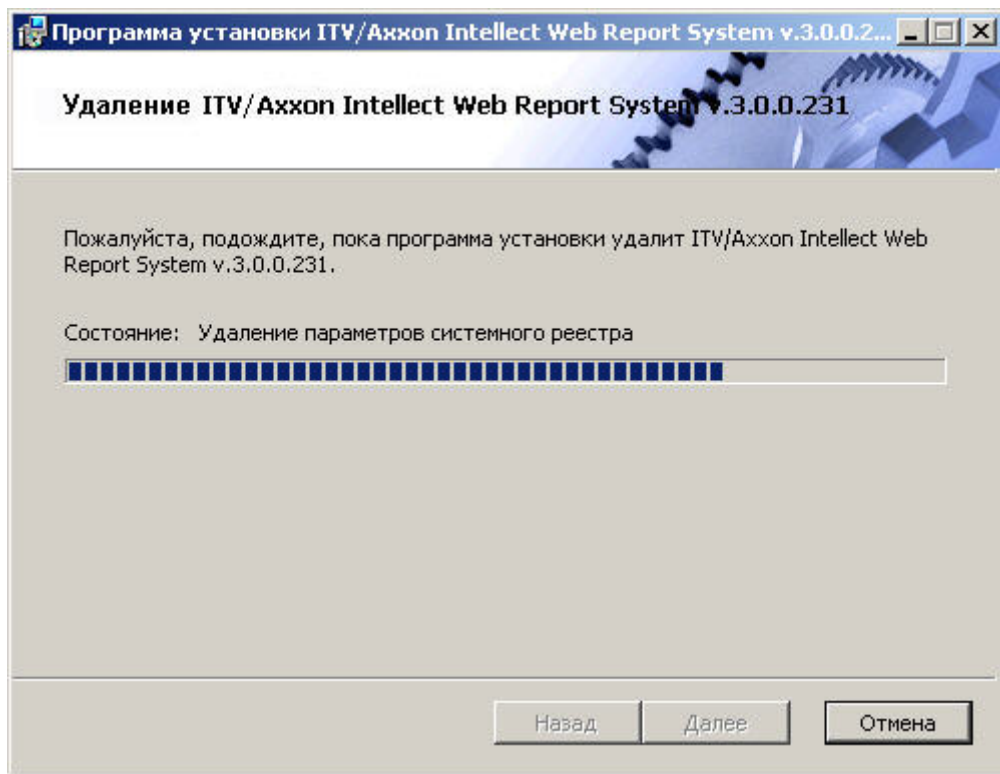 Программа установки ITV/Axxon Intellect Web Report System v.3.0.0.2...
Удаление ITV/Axxon Intellect Web Report System v.3.0.0.231
Пожалуйста, подождите, пока программа установки удалит ITV/Axxon Intellect Web
Report System v.3.0.0.231.
Состояние: Удаление параметров системного реестра
Назад
Далее
Отмена